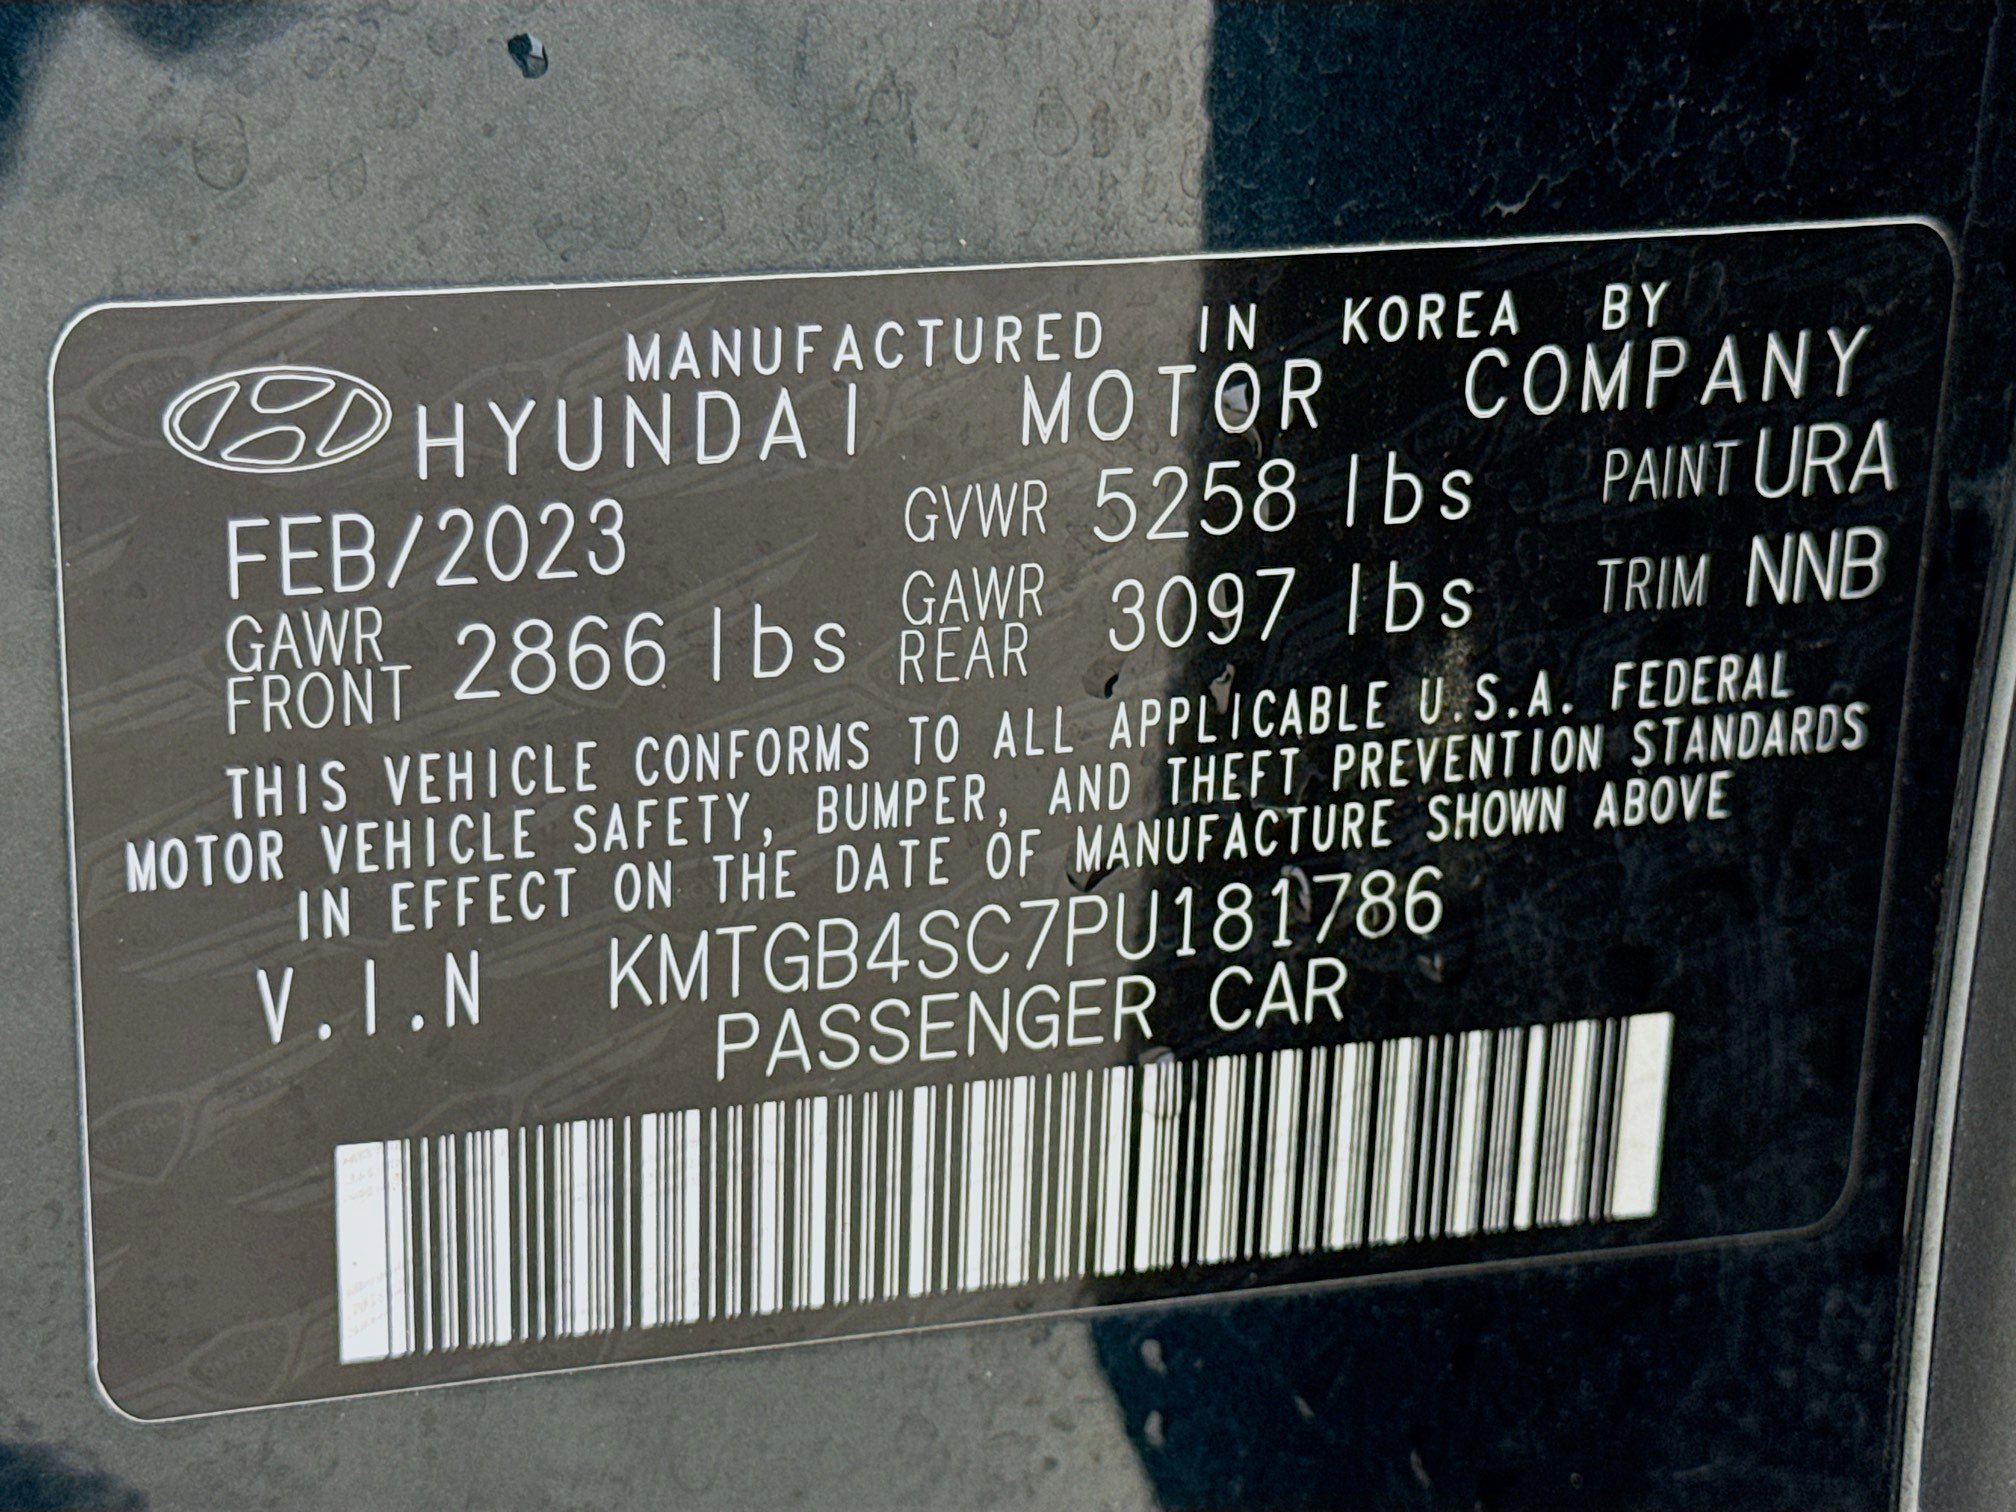 MANUFACTURED IN KOREA BY
HYUNDAI MOTOR COMPANY
FEB/2023 GVWR 5258 lbs PAINT URA
GAWR FRONT 2866 lbs GAWR REAR 3097 lbs TRIM NNB
THIS VEHICLE CONFORMS TO ALL APPLICABLE U.S.A. FEDERAL
MOTOR VEHICLE SAFETY, BUMPER, AND THEFT PREVENTION STANDARDS
IN EFFECT ON THE DATE OF MANUFACTURE SHOWN ABOVE
V.I.N KMTGB4SC7PU181786
PASSENGER CAR